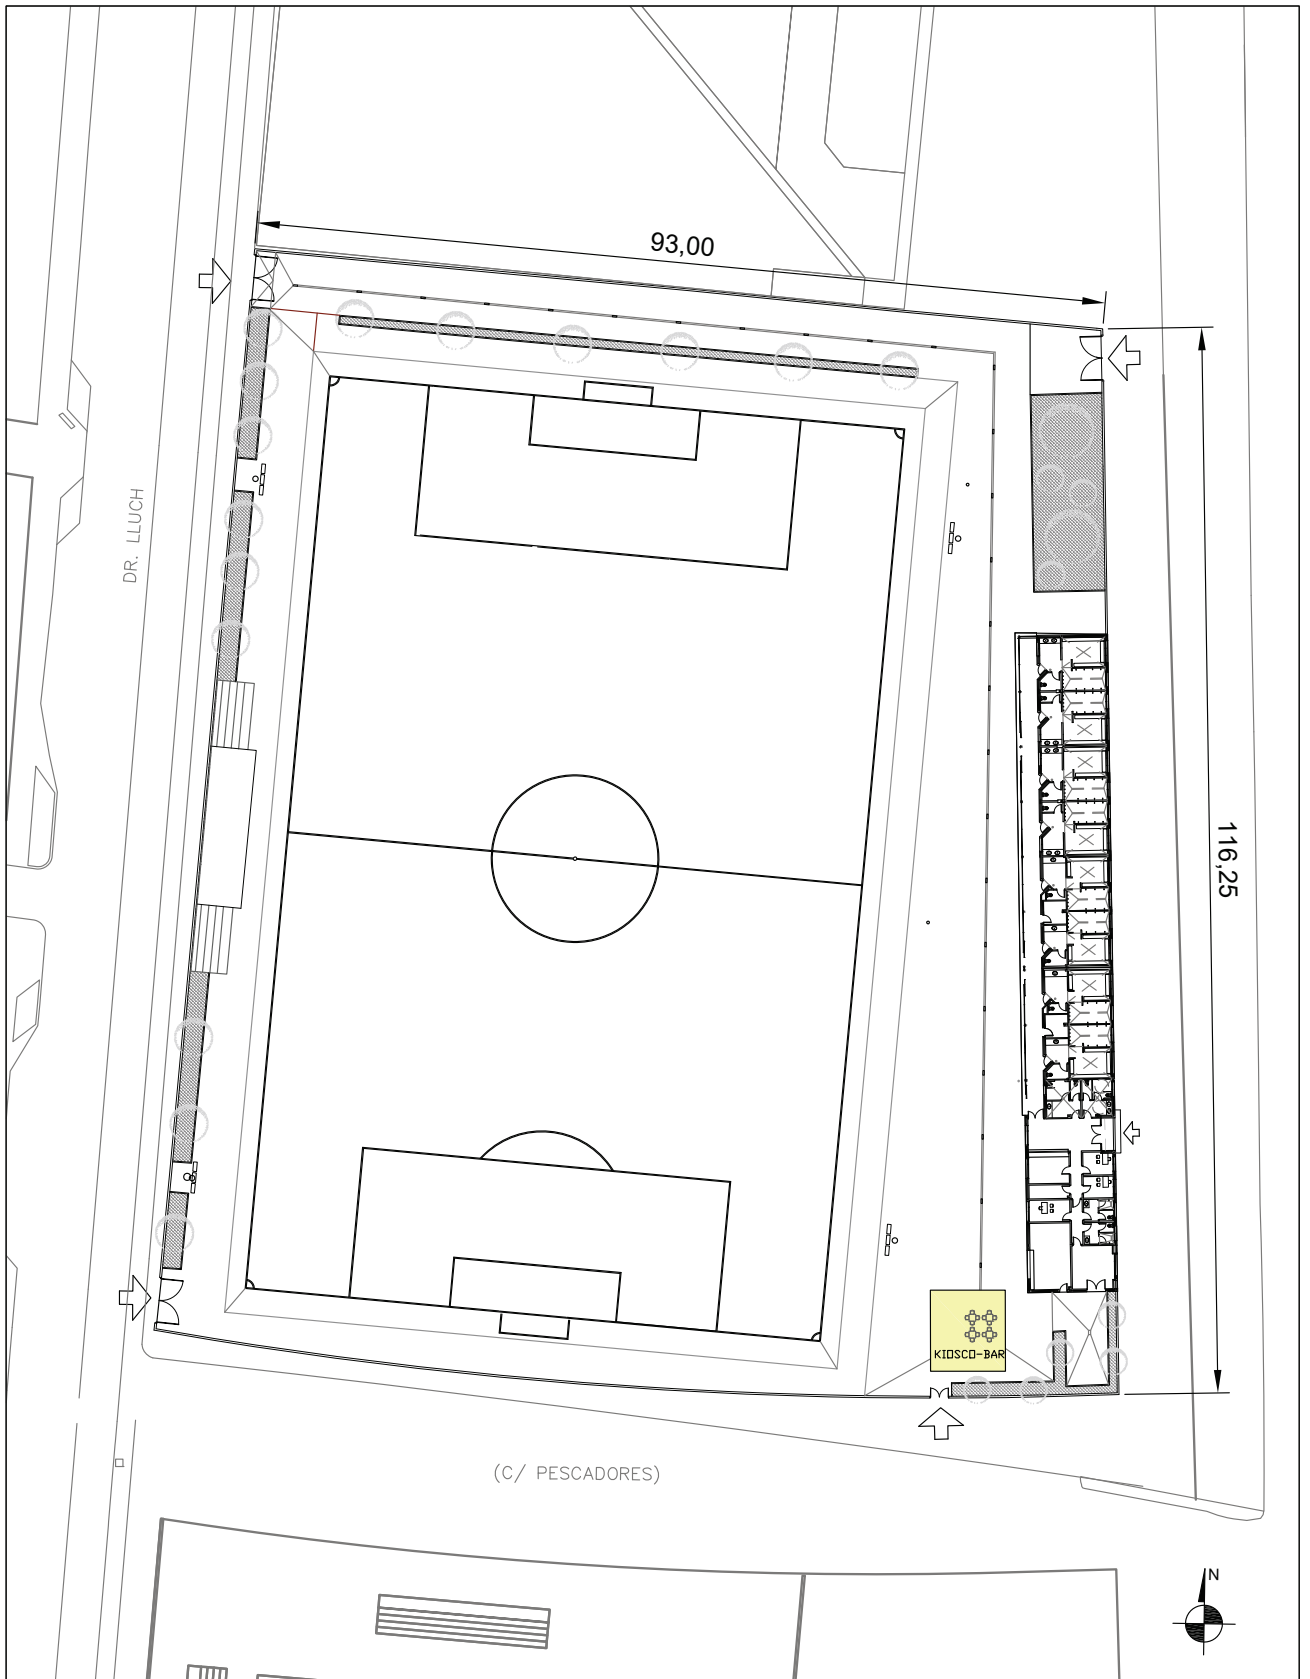 93,00
DR. LLUCH
116,25
KIOSCO-BAR
(C/ PESCADORES)
N